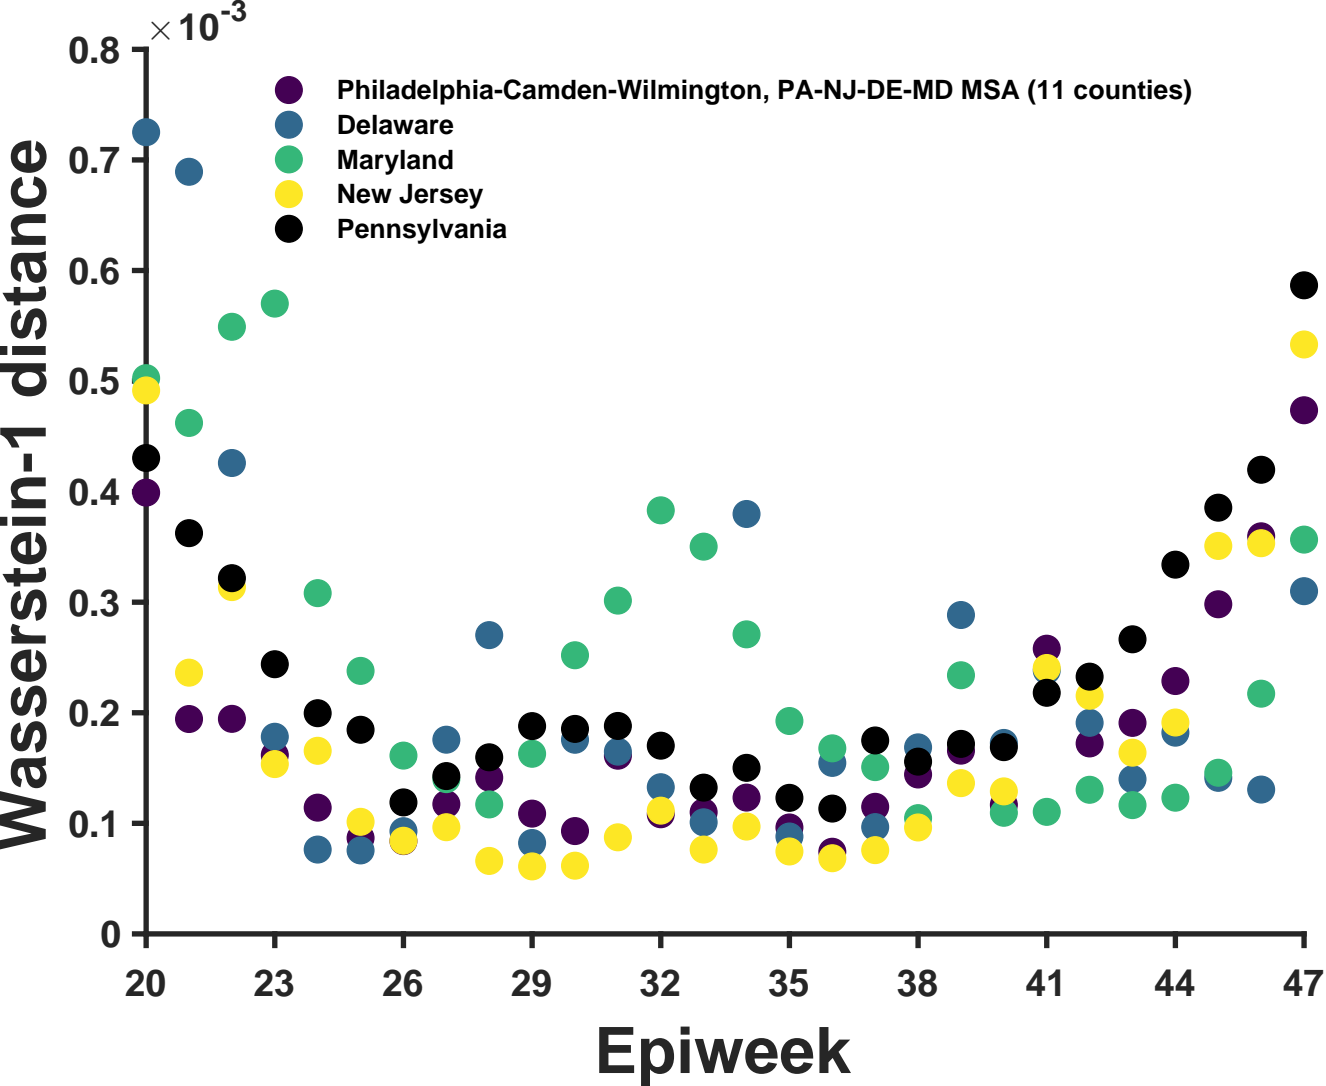 × 10-3
0.8
0.7
0.6
0.5
0.4
0.3
0.2
0.1
0
Wasserstein-1 distance
Philadelphia-Camden-Wilmington, PA-NJ-DE-MD MSA (11 counties)
Delaware
Maryland
New Jersey
Pennsylvania
20 23 26 29 32 35 38 41 44 47
Epiweek